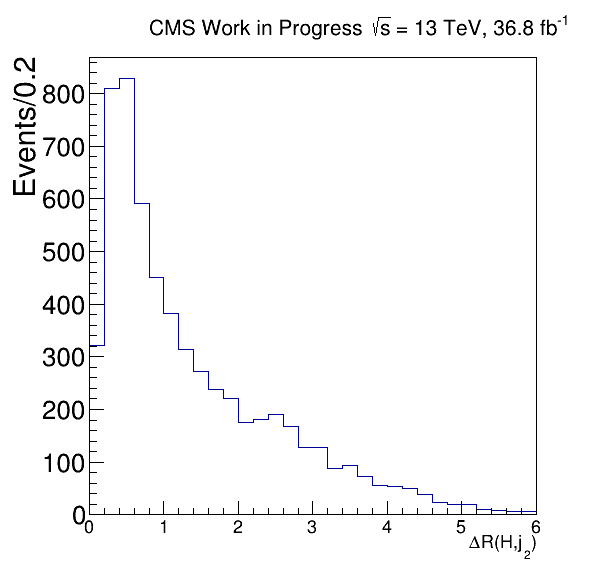 CMS Work in Progress √s = 13 TeV, 36.8 fb⁻¹
Events/0.2
800
700
600
500
400
300
200
100
0
0 1 2 3 4 5 6
ΔR(H,j₂)